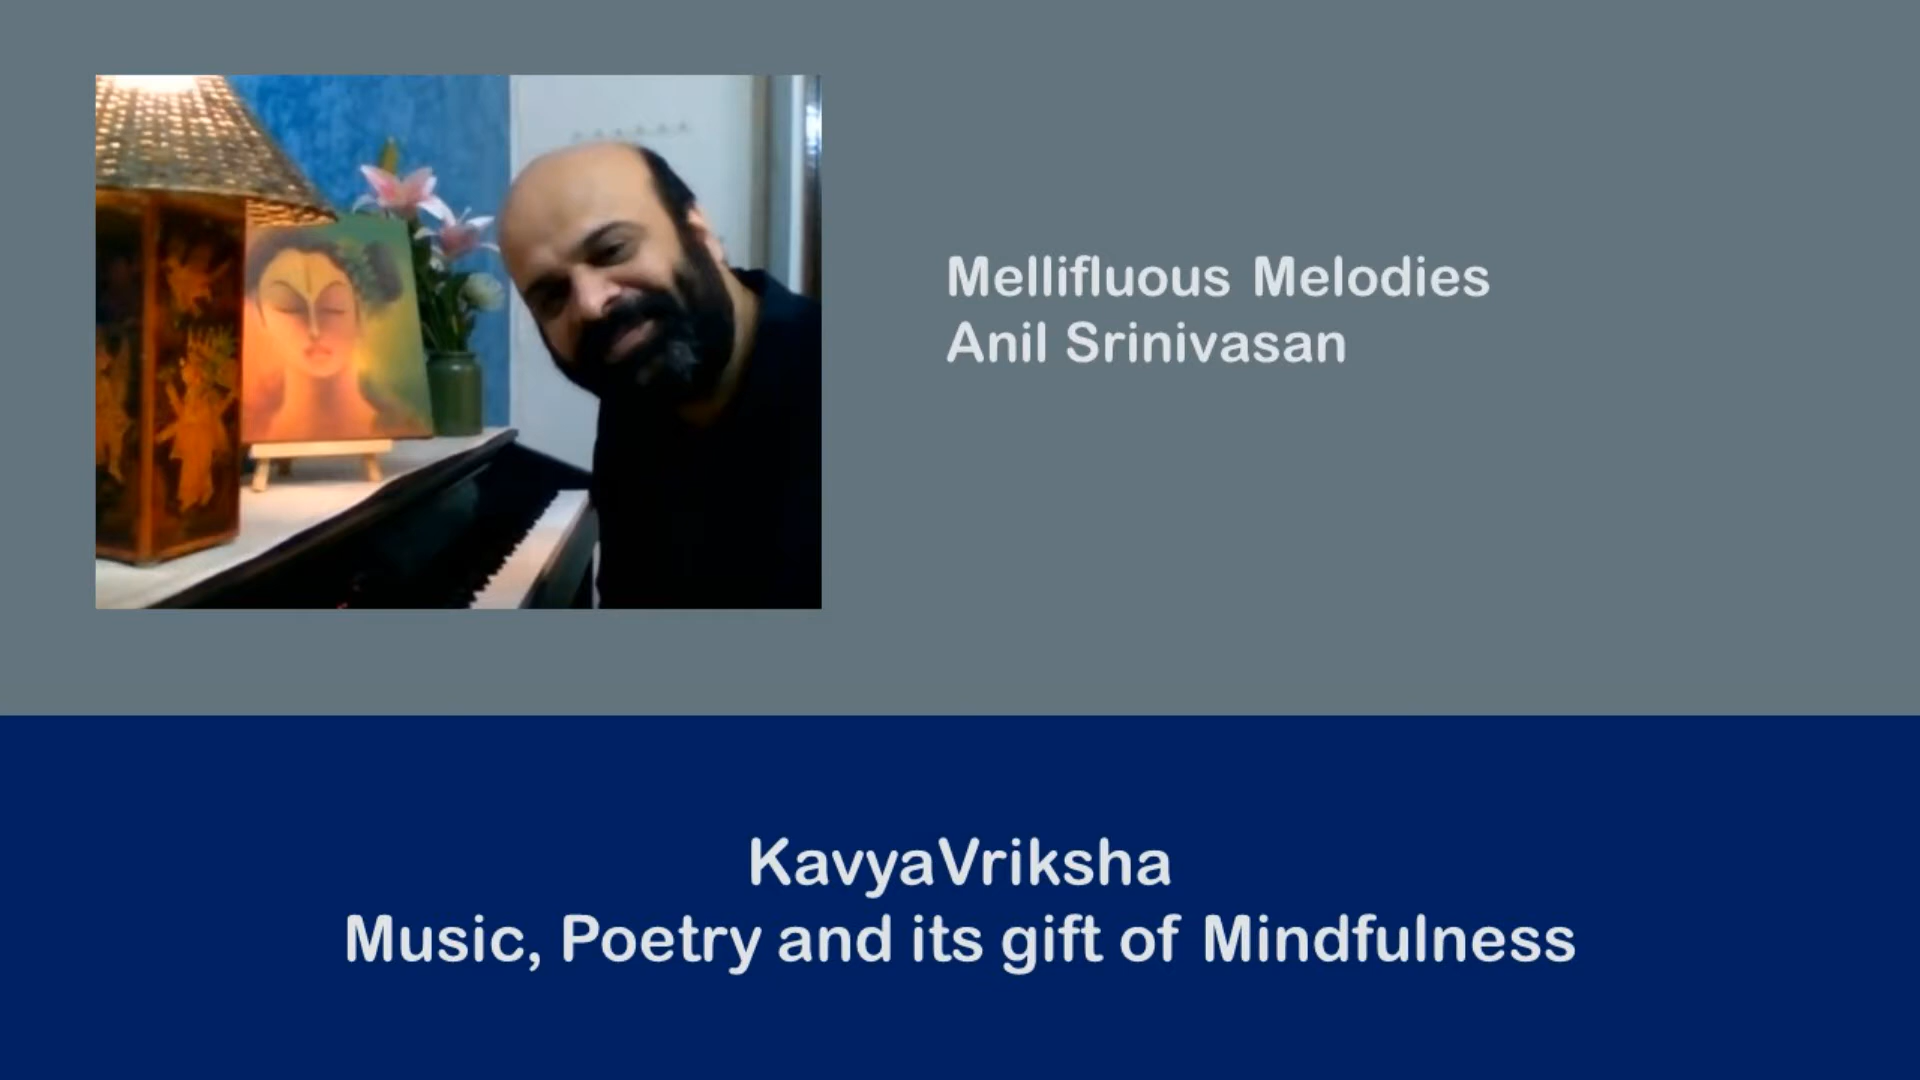 Mellifluous Melodies
Anil Srinivasan
KavyaVriksha
Music, Poetry and its gift of Mindfulness